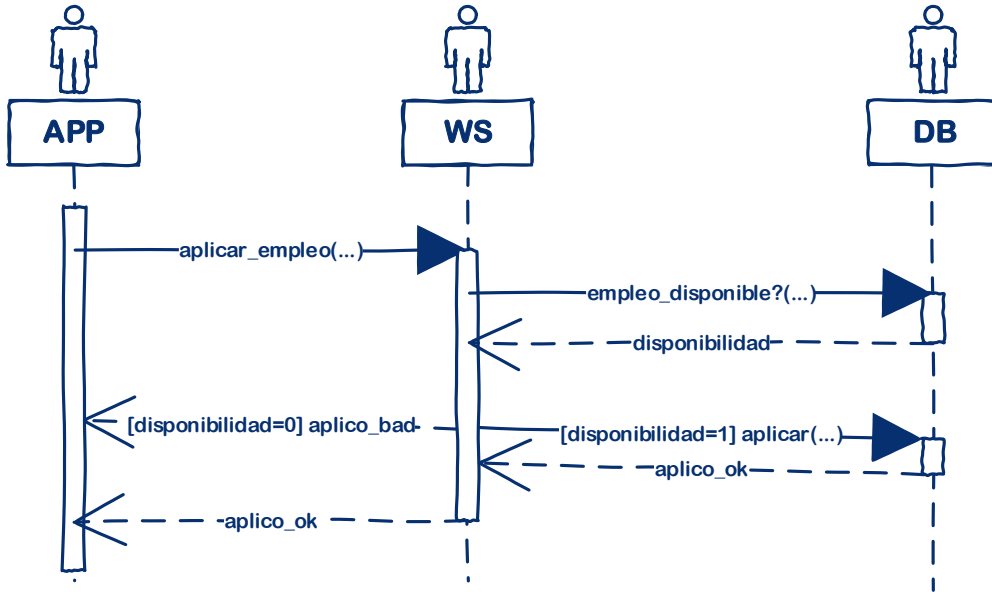 APP
WS
DB
aplicar_empleo(...)
empleo_disponible?(...)
disponibilidad
[disponibilidad=0] aplico_bad
[disponibilidad=1] aplicar(...)
aplico_ok
aplico_ok